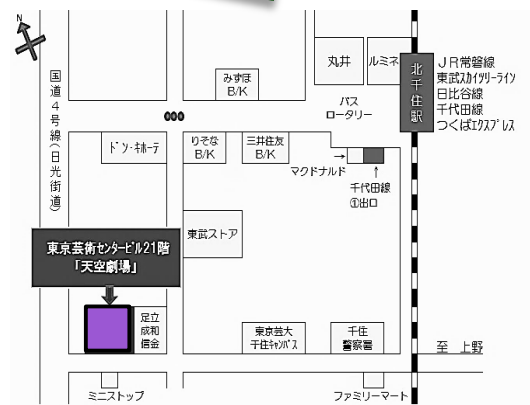 N
丸井
ルミネ
北千住駅
ＪＲ常磐線
東武スカイツリーライン
日比谷線
千代田線
つくばエクスプレス
みずほ
B/K
バス
ロータリー
国道４号線（日光街道）
ドン・キホーテ
りそな
B/K
三井住友
B/K
マクドナルド
千代田線
①出口
東武ストア
東京芸術センタービル21階
「天空劇場」
足立
成和
信金
東京芸大
千住キャンパス
千住
警察署
至 上野
ミニストップ
ファミリーマート